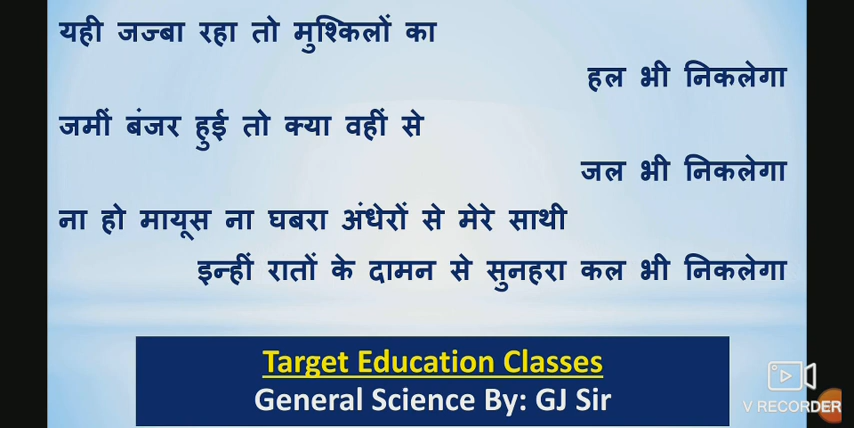 यही जज्बा रहा तो मुश्किलों का
हल भी निकलेगा
जमीं बंजर हुई तो क्या वहीं से
जल भी निकलेगा
ना हो मायूस ना घबरा अंधेरों से मेरे साथी
इन्हीं रातों के दामन से सुनहरा कल भी निकलेगा
Target Education Classes
General Science By: GJ Sir
V RECORDER